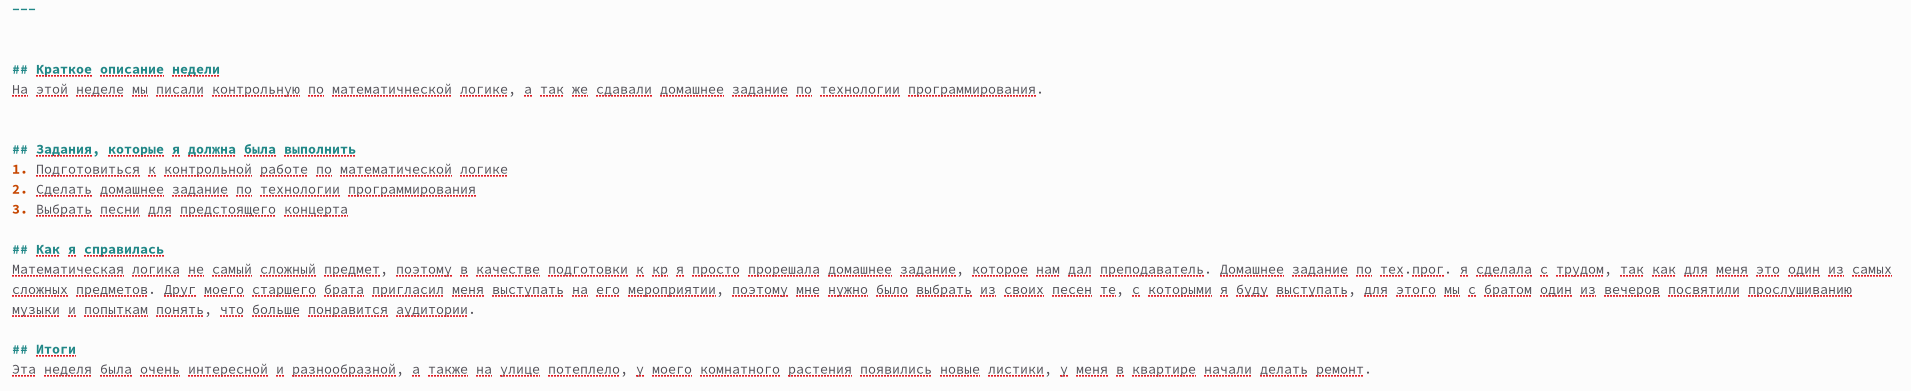 ---
## Краткое описание недели
На этой неделе мы писали контрольную по математичнеской логике, а так же сдавали домашнее задание по технологии программирования.
## Задания, которые я должна была выполнить
1. Подготовиться к контрольной работе по математической логике
2. Сделать домашнее задание по технологии программирования
3. Выбрать песни для предстоящего концерта
## Как я справилась
Математическая логика не самый сложный предмет, поэтому в качестве подготовки к кр я просто прорешала домашнее задание, которое нам дал преподаватель. Домашнее задание по тех.прог. я сделала с трудом, так как для меня это один из самых
сложных предметов. Друг моего старшего брата пригласил меня выступать на его мероприятии, поэтому мне нужно было выбрать из своих песен те, с которыми я буду выступать, для этого мы с братом один из вечеров посвятили прослушиванию
музыки и попыткам понять, что больше понравится аудитории.
## Итоги
Эта неделя была очень интересной и разнообразной, а также на улице потеплело, у моего комнатного растения появились новые листики, у меня в квартире начали делать ремонт.